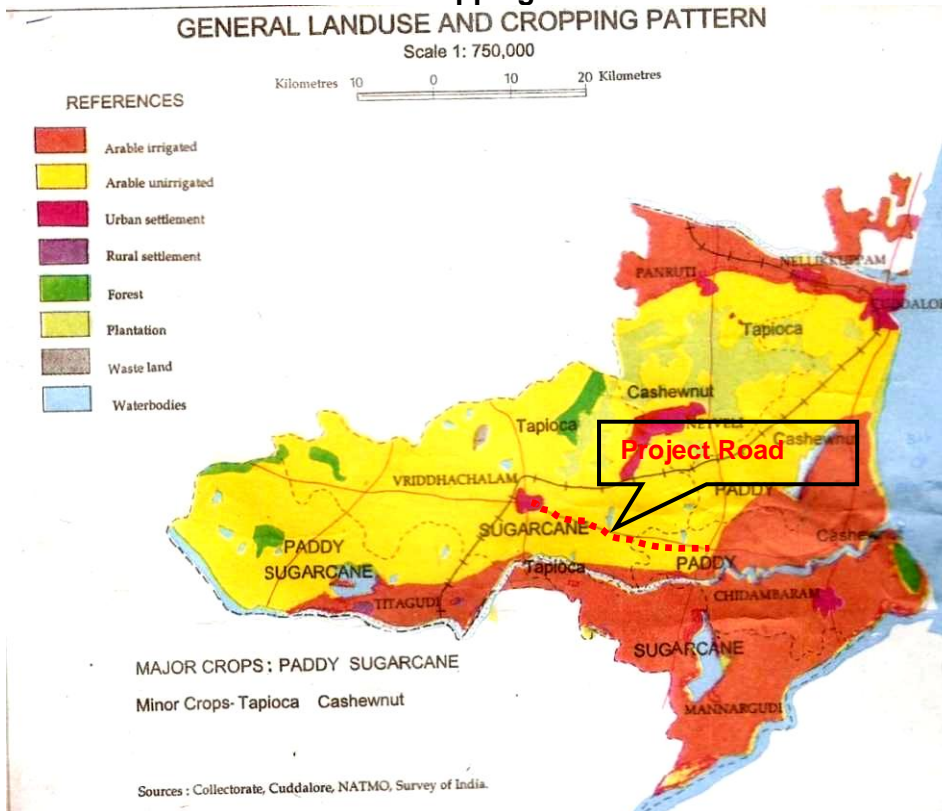 GENERAL LANDUSE AND CROPPING PATTERN
Scale 1: 750,000
Kilometres 10 0 10 20 Kilometres
REFERENCES
Arable irrigated
Arable unirrigated
Urban settlement
Rural settlement
Forest
Plantation
Waste land
Waterbodies
NELLIKKUPPAM
PANRUTI
Tapioca
Cashewnut
Tapioca
Project Road
VRIDDHACHALAM
PADDY
SUGARCANE
PADDY
SUGARCANE
Tapioca
PADDY
TITAGUDI
CHIDAMBARAM
SUGARCANE
MANNARGUDI
MAJOR CROPS: PADDY SUGARCANE
Minor Crops- Tapioca Cashewnut
Sources : Collectorate, Cuddalore, NATMO, Survey of India.